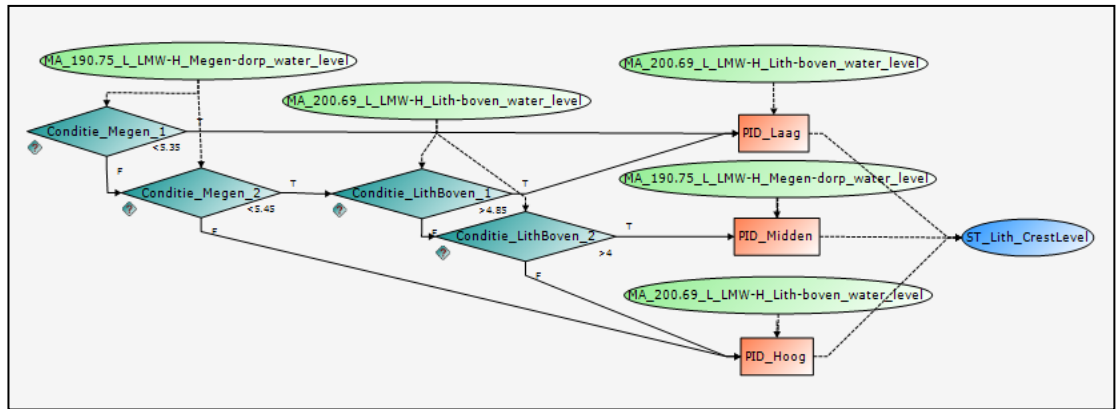 MA_190.75_L_LMW-H_Megen-dorp_water_level
MA_200.69_L_LMW-H_Lith-boven_water_level
MA_200.69_L_LMW-H_Lith-boven_water_level
Conditie_Megen_1
T
<5.35
F
PID_Laag
Conditie_Megen_2
T
<5.45
F
Conditie_LithBoven_1
T
>4.85
F
MA_190.75_L_LMW-H_Megen-dorp_water_level
Conditie_LithBoven_2
T
>4
F
PID_Midden
ST_Lith_CrestLevel
MA_200.69_L_LMW-H_Lith-boven_water_level
PID_Hoog